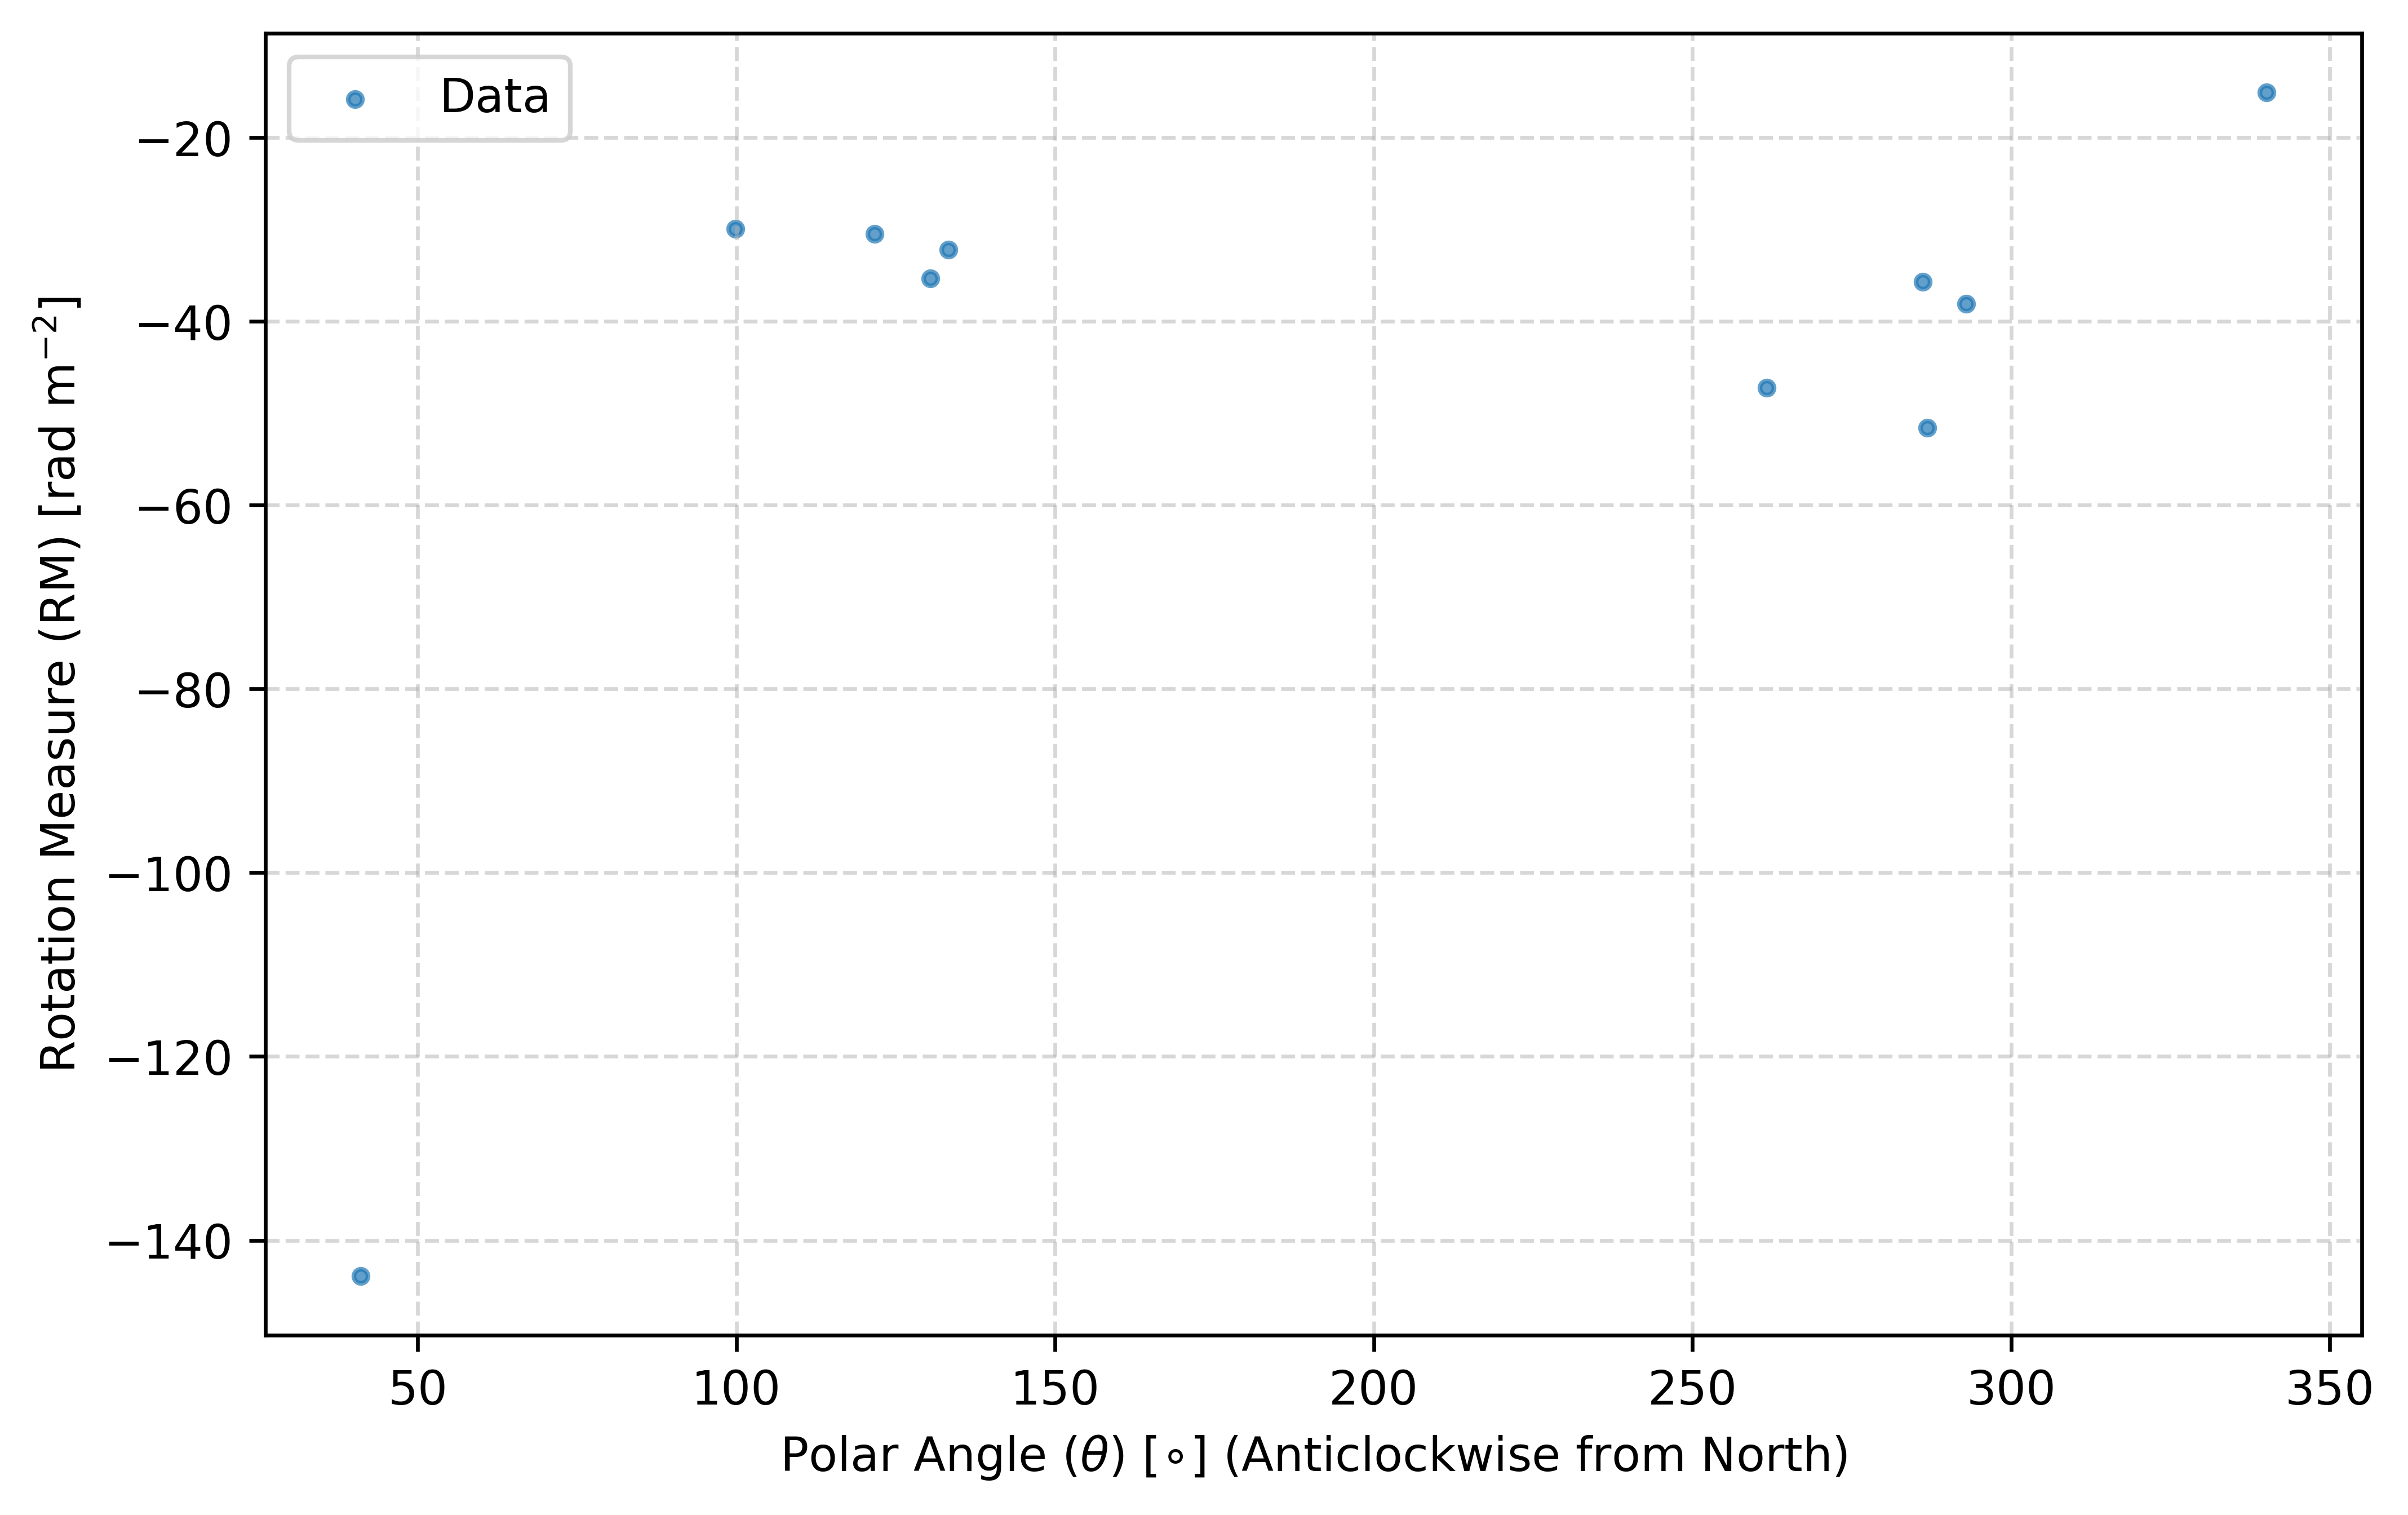 Data
−20
−40
−60
−80
−100
−120
−140
Rotation Measure (RM) [rad m⁻²]
50 100 150 200 250 300 350
Polar Angle (θ) [∘] (Anticlockwise from North)